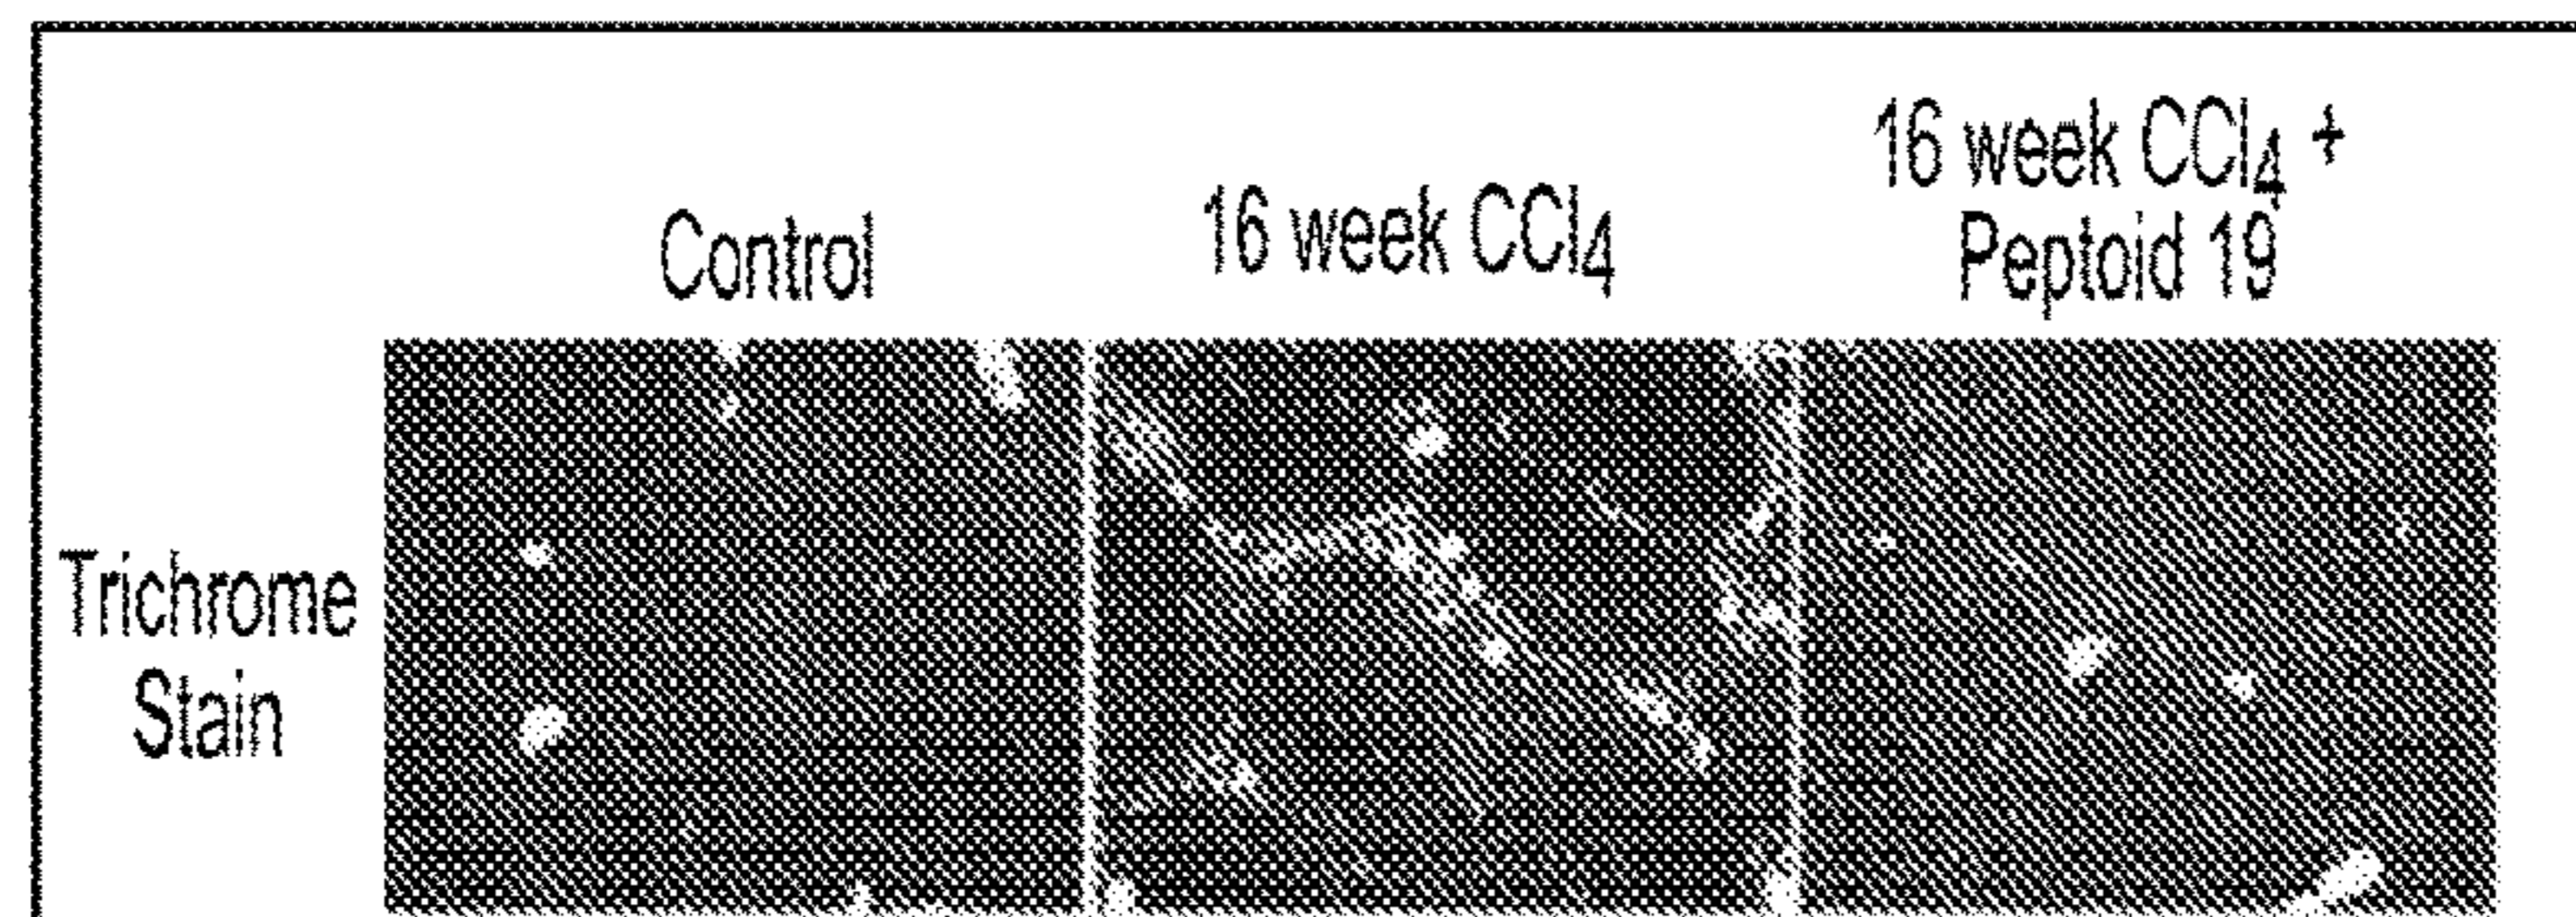 Control
16 week CCl₄
16 week CCl₄ +
Peptoid 19
Trichrome
Stain